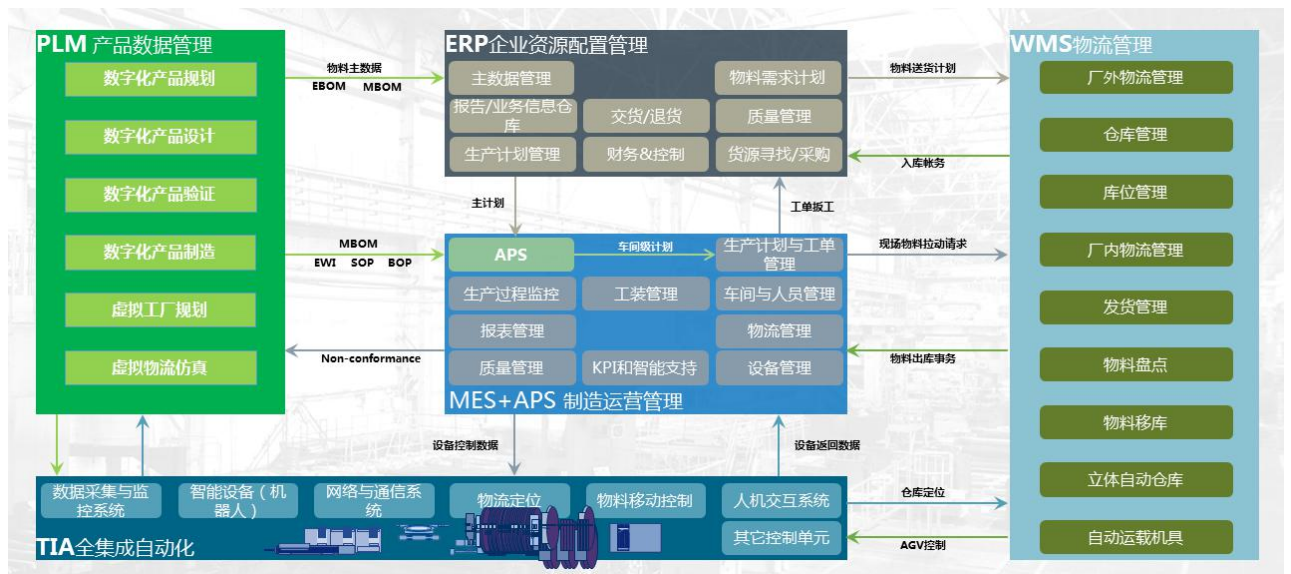 PLM 产品数据管理
数字化产品规划
数字化产品设计
数字化产品验证
数字化产品制造
虚拟工厂规划
虚拟物流仿真
物料主数据
EBOM MBOM
MBOM
EWI SOP BOP
Non-conformance
ERP企业资源配置管理
主数据管理
物料需求计划
报告/业务信息仓
库
交货/退货
质量管理
生产计划管理
财务&控制
货源寻找/采购
主计划
工单扳工
APS
车间级计划
生产计划与工单
管理
生产过程监控
工装管理
车间与人员管理
报表管理
物流管理
质量管理
KPI和智能支持
设备管理
MES+APS 制造运营管理
设备控制数据
设备返回数据
物料送货计划
入库帐务
现场物料拉动请求
物料出库事务
仓库定位
AGV控制
WMS物流管理
厂外物流管理
仓库管理
库位管理
厂内物流管理
发货管理
物料盘点
物料移库
立体自动仓库
自动运载机具
数据采集与监
控系统
智能设备（机
器人）
网络与通信系
统
物流定位
物料移动控制
人机交互系统
其它控制单元
TIA全集成自动化